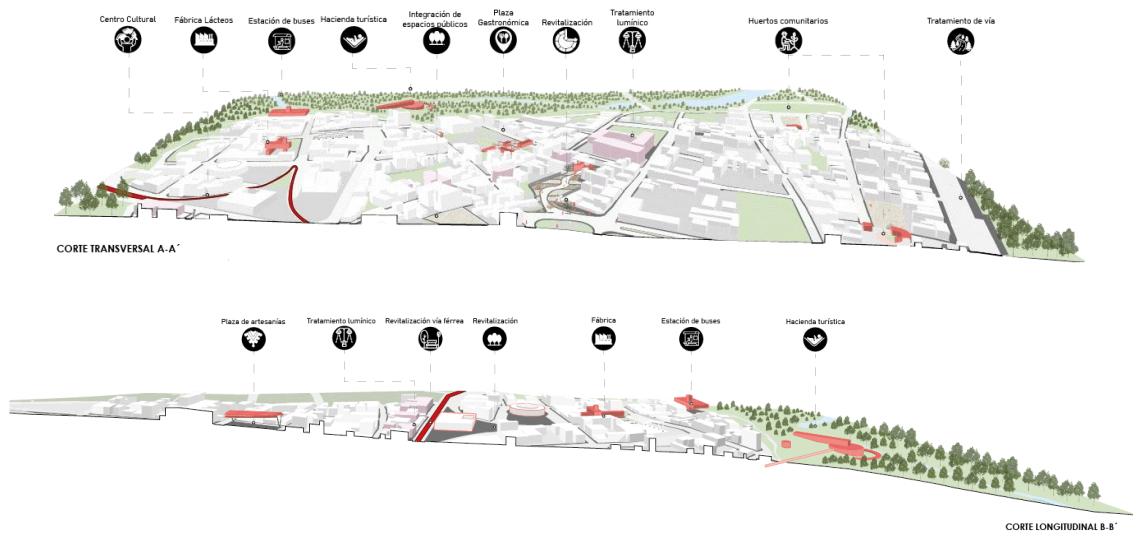 Centro Cultural
Fábrica Lácteos
Estación de buses
Hacienda turística
Integración de
espacios públicos
Plaza
Gastronómica
Revitalización
Tratamiento
lumínico
Huertos comunitarios
Tratamiento de vía
CORTE TRANSVERSAL A-A´
Plaza de artesanías
Tratamiento lumínico
Revitalización vía férrea
Revitalización
Fábrica
Estación de buses
Hacienda turística
CORTE LONGITUDINAL B-B´